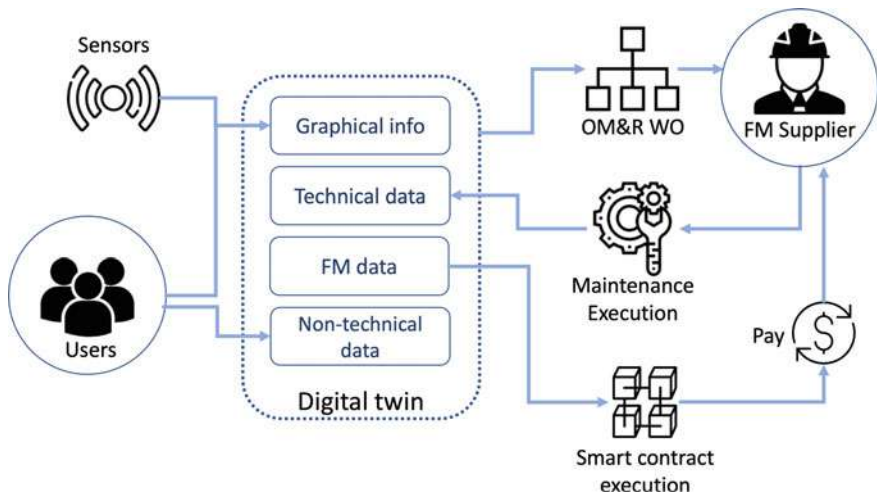 Sensors
Graphical info
Technical data
FM data
Non-technical
data
Digital twin
Users
OM&R WO
FM Supplier
Maintenance
Execution
Pay
$
Smart contract
execution